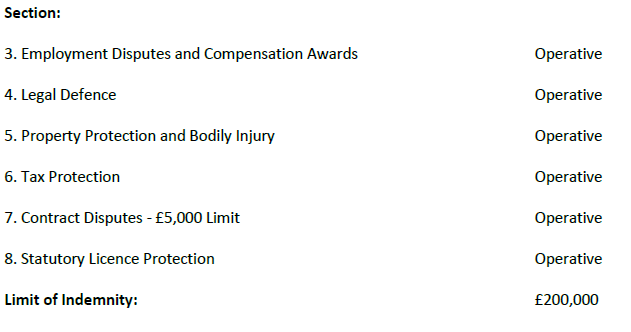 Section:
3. Employment Disputes and Compensation Awards Operative
4. Legal Defence Operative
5. Property Protection and Bodily Injury Operative
6. Tax Protection Operative
7. Contract Disputes - £5,000 Limit Operative
8. Statutory Licence Protection Operative
Limit of Indemnity: £200,000